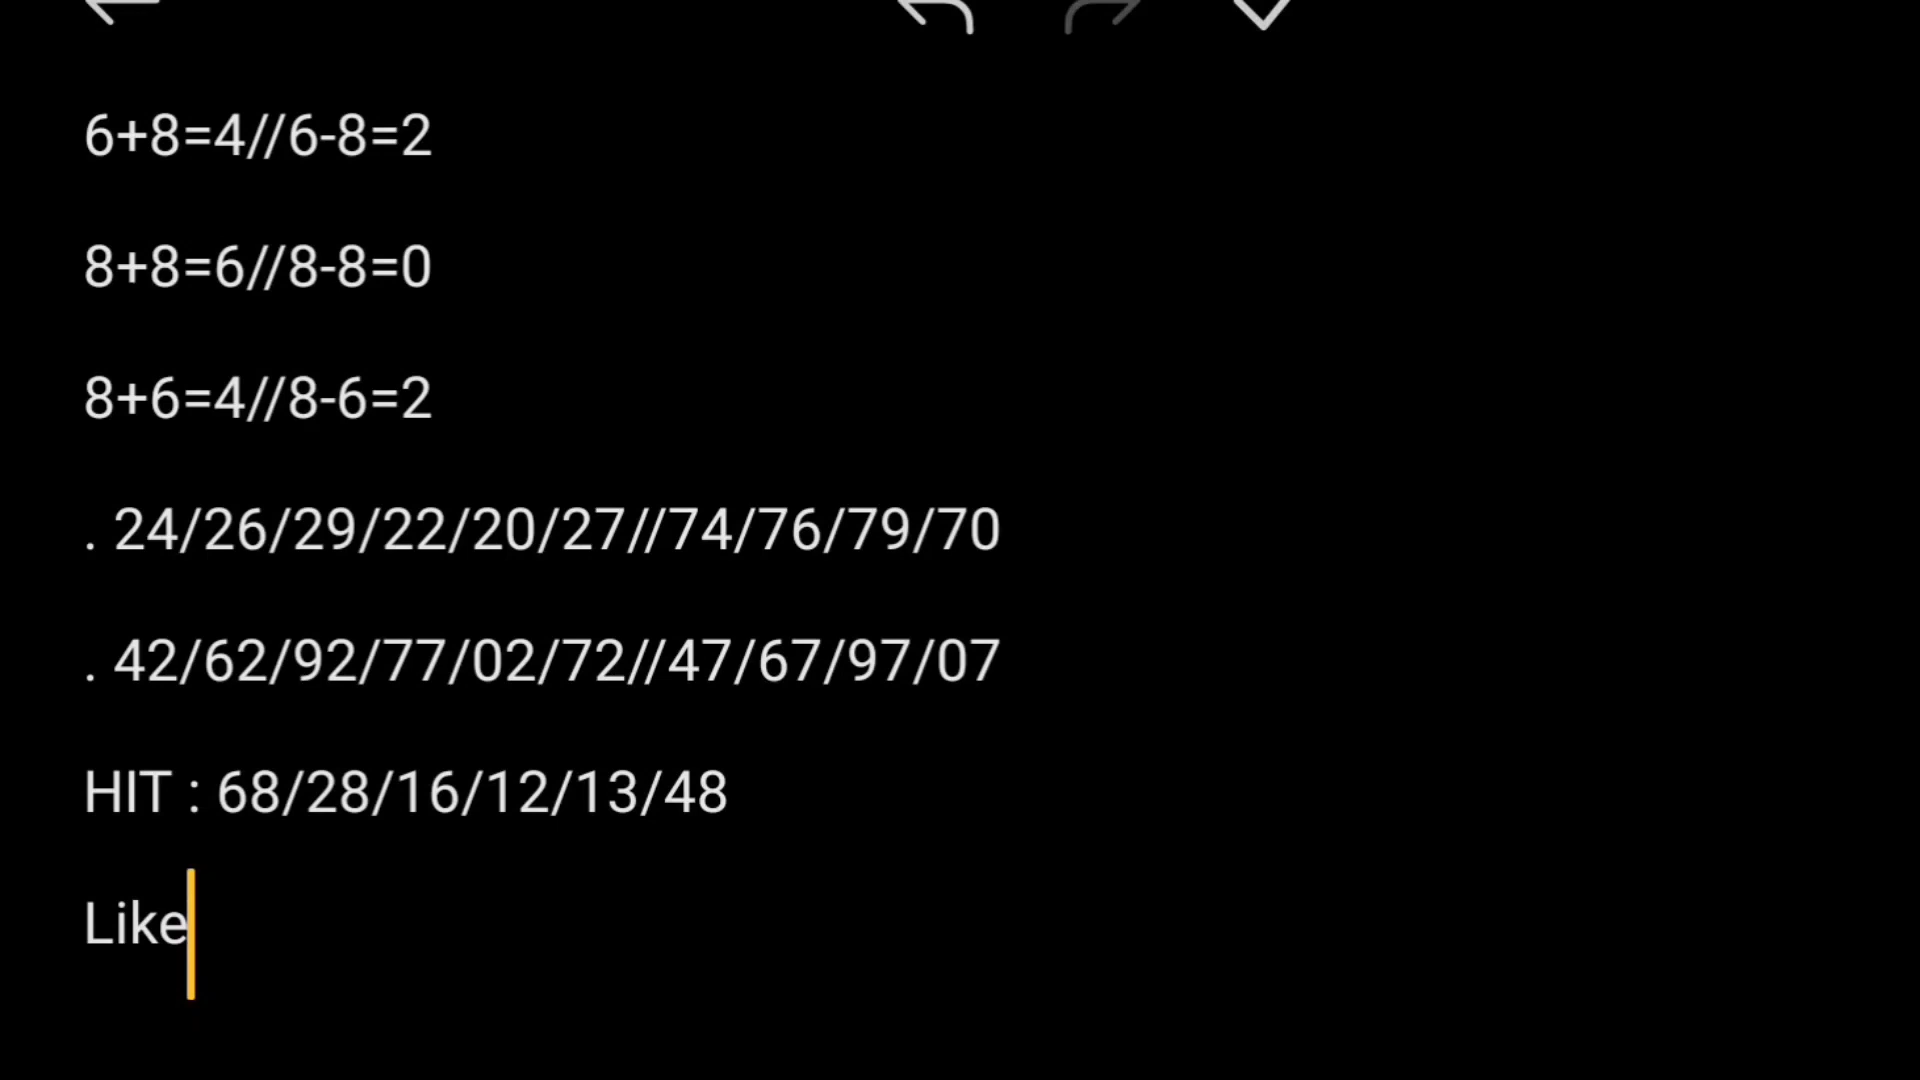 6+8=4//6-8=2
8+8=6//8-8=0
8+6=4//8-6=2
. 24/26/29/22/20/27//74/76/79/70
. 42/62/92/77/02/72//47/67/97/07
HIT : 68/28/16/12/13/48
Like